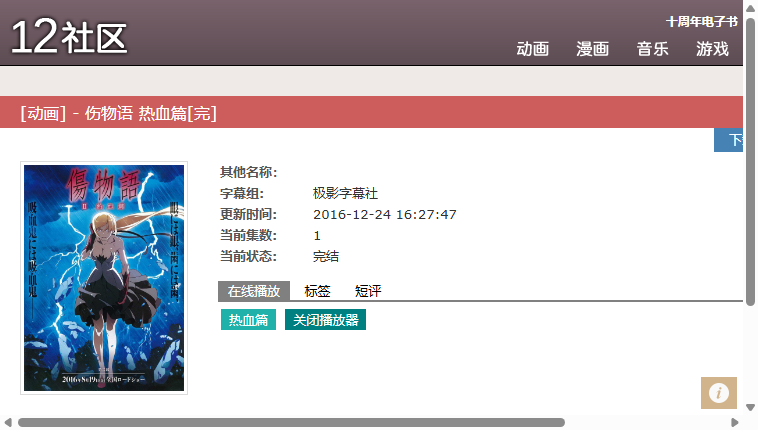 12社区
十周年电子书
动画 漫画 音乐 游戏
[动画] - 伤物语 热血篇[完]
傷物語
吸血鬼には吸血鬼
眼には眼、歯には歯、
2016年8月19日(金)全国ロードショー
其他名称:
字幕组: 极影字幕社
更新时间: 2016-12-24 16:27:47
当前集数: 1
当前状态: 完结
在线播放 标签 短评
热血篇 关闭播放器